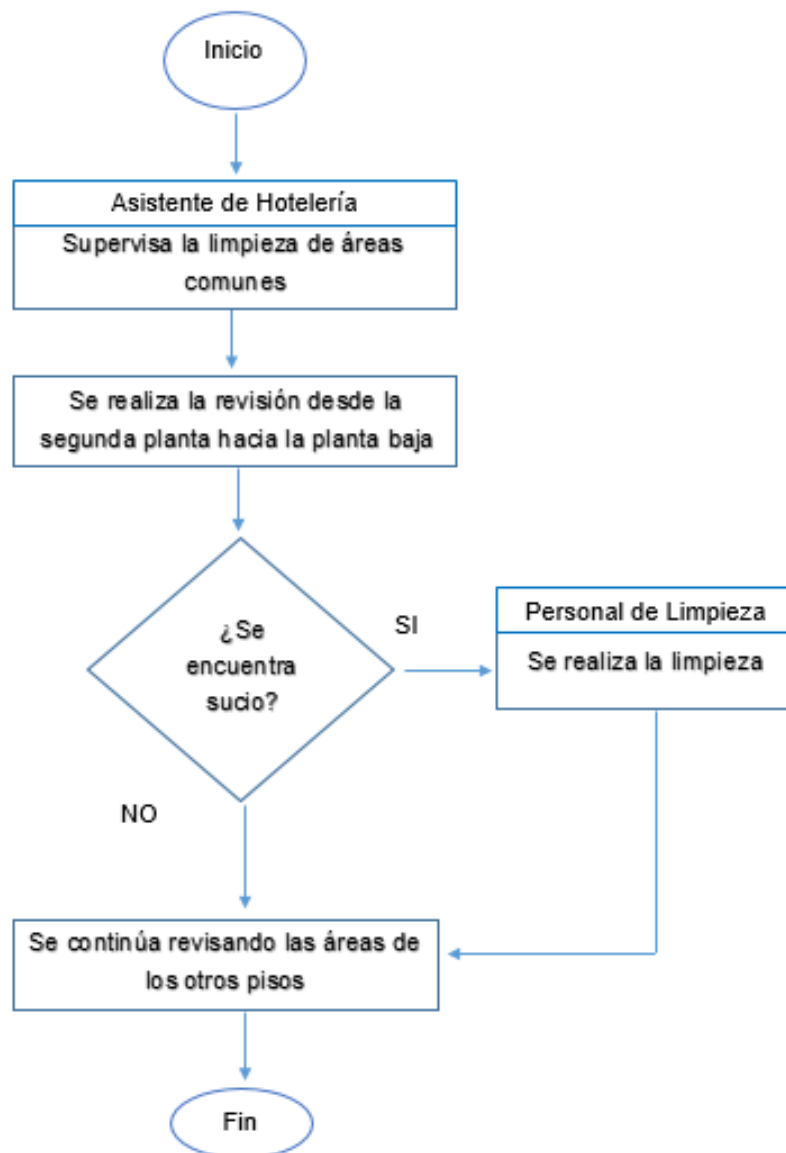 Inicio
Asistente de Hotelería
Supervisa la limpieza de áreas
comunes
Se realiza la revisión desde la
segunda planta hacia la planta baja
¿Se
encuentra
sucio?
SI
Personal de Limpieza
Se realiza la limpieza
NO
Se continúa revisando las áreas de
los otros pisos
Fin